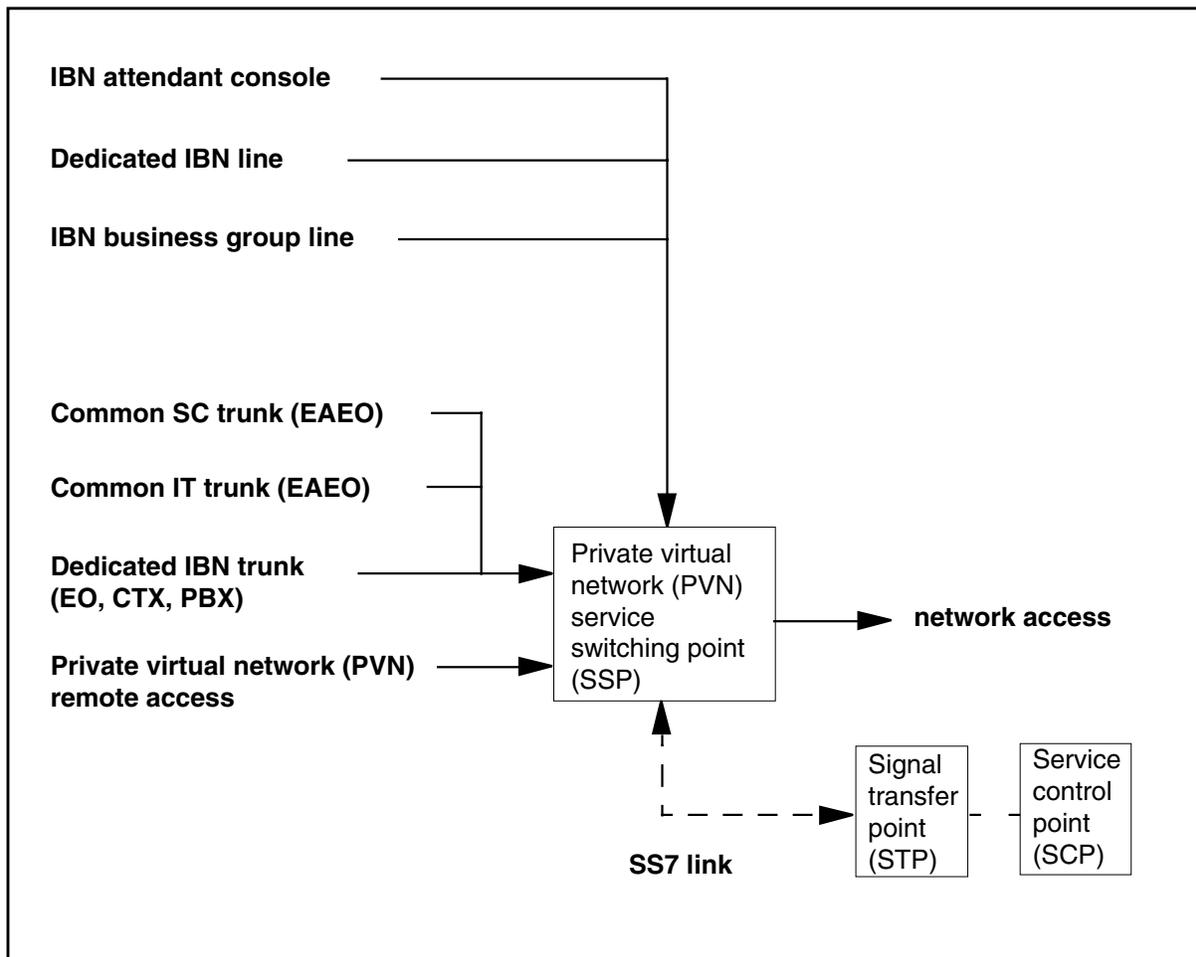 IBN attendant console
Dedicated IBN line
IBN business group line
Common SC trunk (EAEO)
Common IT trunk (EAEO)
Dedicated IBN trunk
(EO, CTX, PBX)
Private virtual network (PVN)
remote access
Private virtual
network (PVN)
service
switching point
(SSP)
network access
SS7 link
Signal
transfer
point
(STP)
Service
control
point
(SCP)